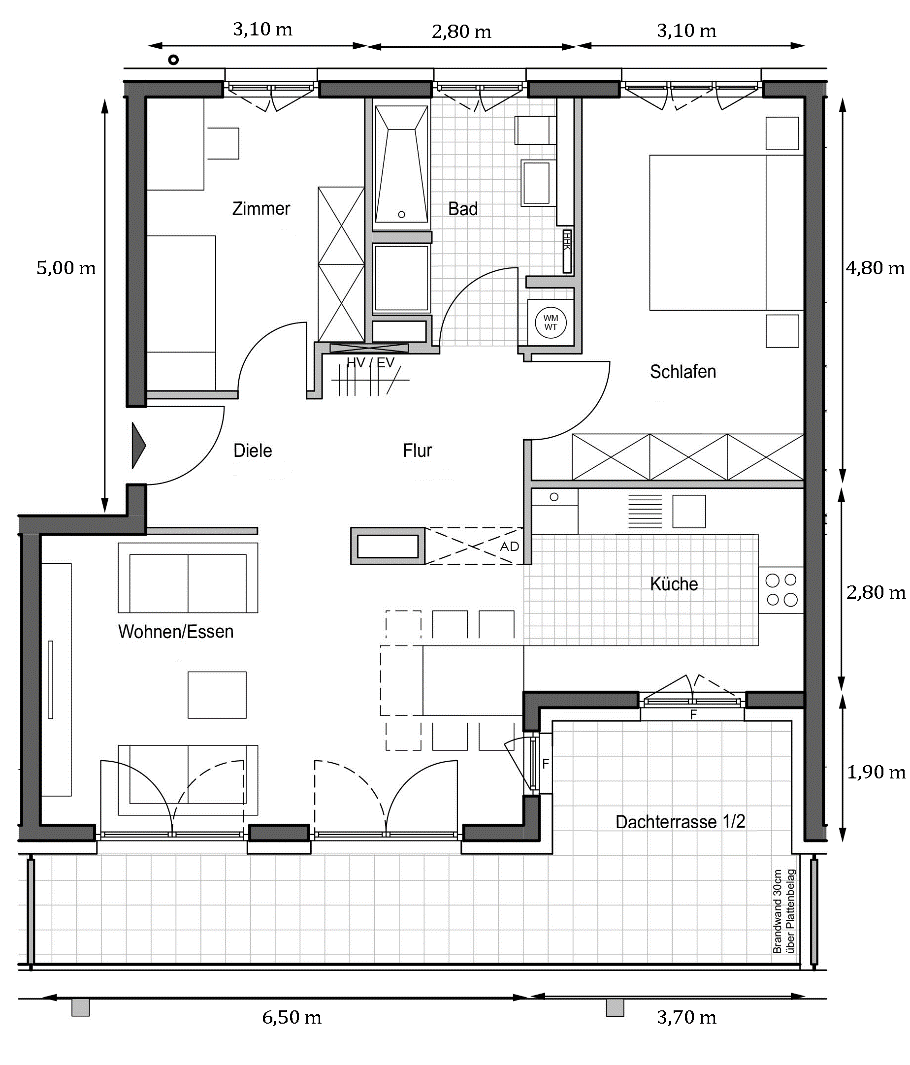 3,10 m
2,80 m
3,10 m
Zimmer
Bad
5,00 m
4,80 m
WM
WT
HV / EV
Schlafen
Diele
Flur
AD
Küche
2,80 m
Wohnen/Essen
F
F
1,90 m
Dachterrasse 1/2
Brandwand 30cm
über Plattenbelag
6,50 m
3,70 m